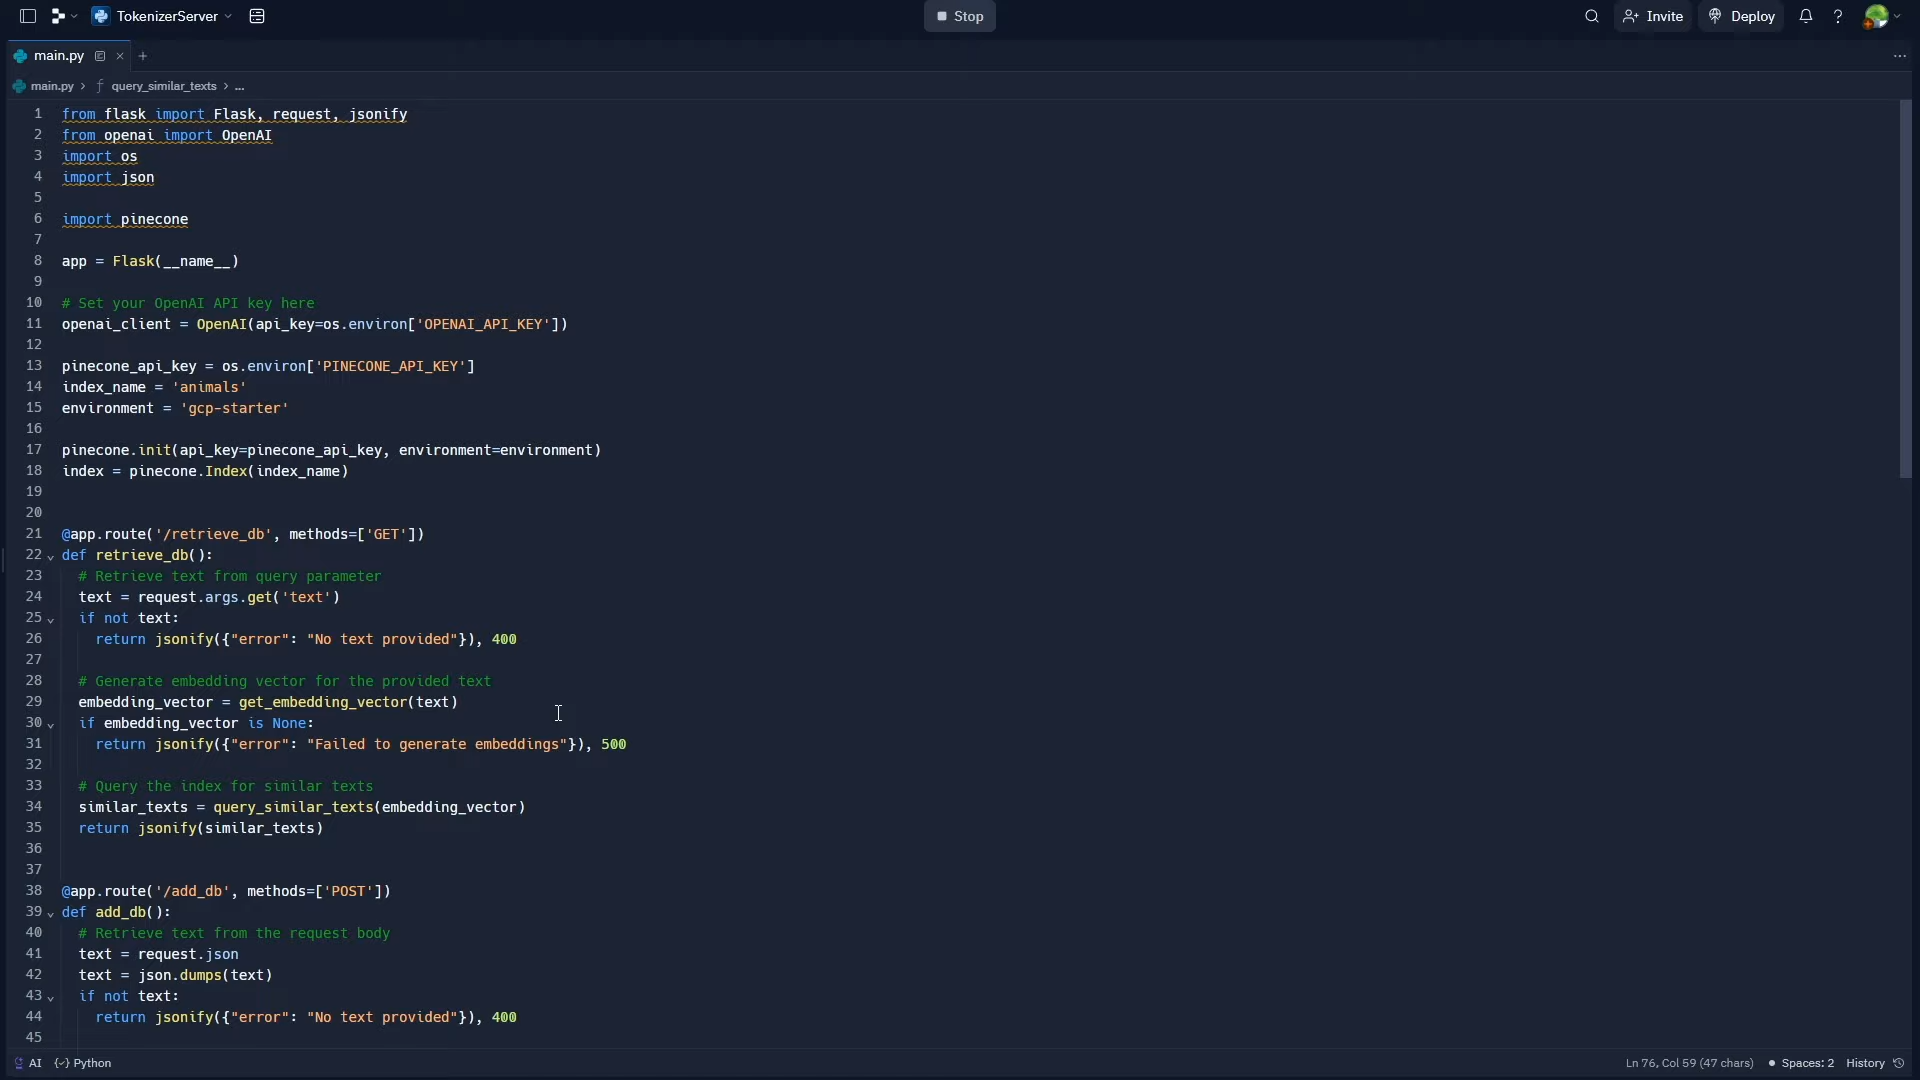 TokenizerServer
Stop
Invite
Deploy
?
main.py
main.py > f query_similar_texts > ...
1 from flask import Flask, request, jsonify
2 from openai import OpenAI
3 import os
4 import json
5
6 import pinecone
7
8 app = Flask(__name__)
9
10 # Set your OpenAI API key here
11 openai_client = OpenAI(api_key=os.environ['OPENAI_API_KEY'])
12
13 pinecone_api_key = os.environ['PINECONE_API_KEY']
14 index_name = 'animals'
15 environment = 'gcp-starter'
16
17 pinecone.init(api_key=pinecone_api_key, environment=environment)
18 index = pinecone.Index(index_name)
19
20
21 @app.route('/retrieve_db', methods=['GET'])
22 def retrieve_db():
23 # Retrieve text from query parameter
24 text = request.args.get('text')
25 if not text:
26 return jsonify({"error": "No text provided"}), 400
27
28 # Generate embedding vector for the provided text
29 embedding_vector = get_embedding_vector(text)
30 if embedding_vector is None:
31 return jsonify({"error": "Failed to generate embeddings"}), 500
32
33 # Query the index for similar texts
34 similar_texts = query_similar_texts(embedding_vector)
35 return jsonify(similar_texts)
36
37
38 @app.route('/add_db', methods=['POST'])
39 def add_db():
40 # Retrieve text from the request body
41 text = request.json
42 text = json.dumps(text)
43 if not text:
44 return jsonify({"error": "No text provided"}), 400
45
AI
Python
Ln 76, Col 59 (47 chars)
Spaces: 2
History